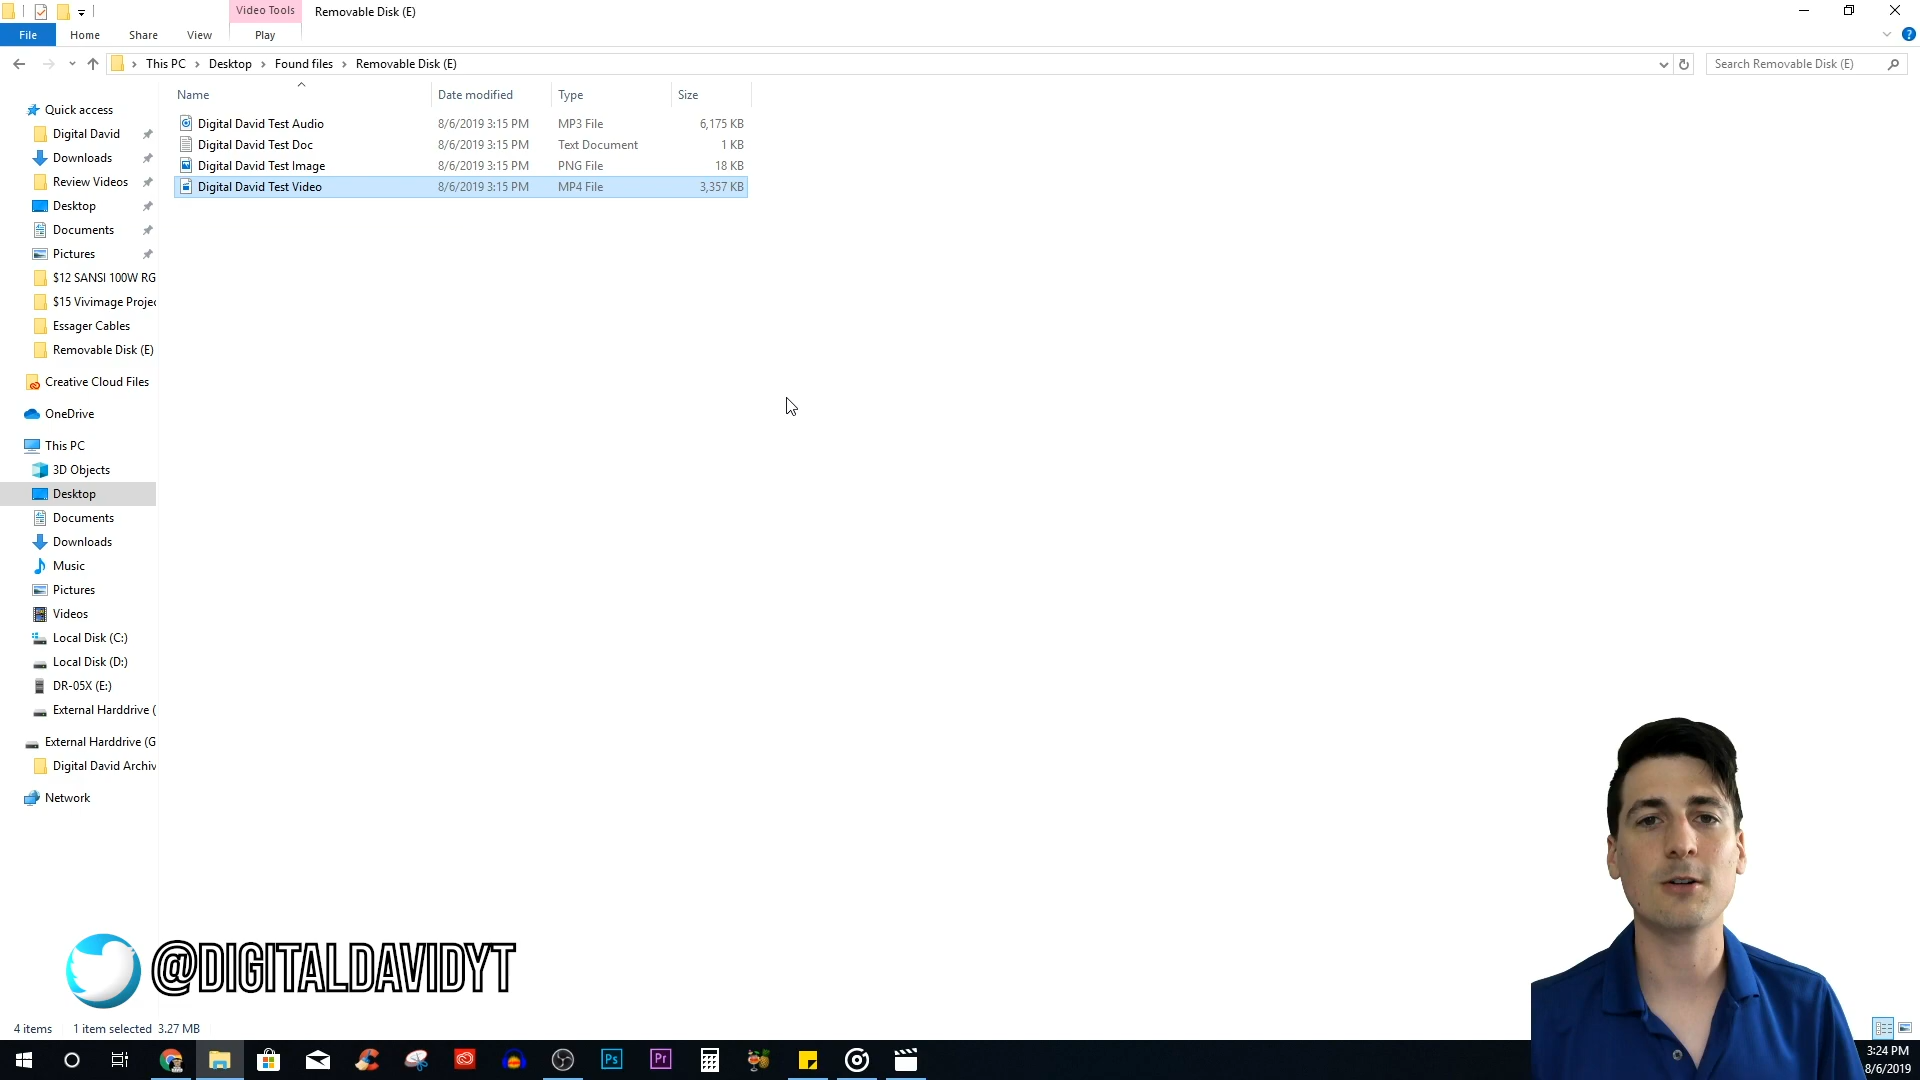 Video Tools
Removable Disk (E)
File
Home
Share
View
Play
This PC
Desktop
Found files
Removable Disk (E)
Search Removable Disk (E)
Name
Date modified
Type
Size
Digital David Test Audio
8/6/2019 3:15 PM
MP3 File
6,175 KB
Digital David Test Doc
8/6/2019 3:15 PM
Text Document
1 KB
Digital David Test Image
8/6/2019 3:15 PM
PNG File
18 KB
Digital David Test Video
8/6/2019 3:15 PM
MP4 File
3,357 KB
Quick access
Digital David
Downloads
Review Videos
Desktop
Documents
Pictures
$12 SANSI 100W RG
$15 Vivimage Projec
Essager Cables
Removable Disk (E)
Creative Cloud Files
OneDrive
This PC
3D Objects
Desktop
Documents
Downloads
Music
Pictures
Videos
Local Disk (C:)
Local Disk (D:)
DR-05X (E:)
External Harddrive (
External Harddrive (G
Digital David Archiv
Network
@DIGITALDAVIDYT
4 items
1 item selected 3.27 MB
Ps
Pr
3:24 PM
8/6/2019